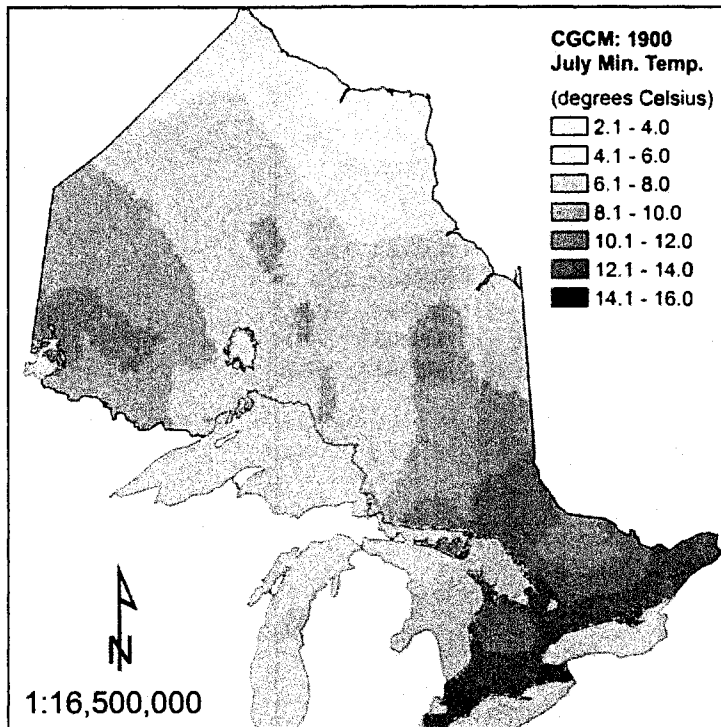 CGCM: 1900
July Min. Temp.
(degrees Celsius)
2.1 - 4.0
4.1 - 6.0
6.1 - 8.0
8.1 - 10.0
10.1 - 12.0
12.1 - 14.0
14.1 - 16.0
N
1:16,500,000